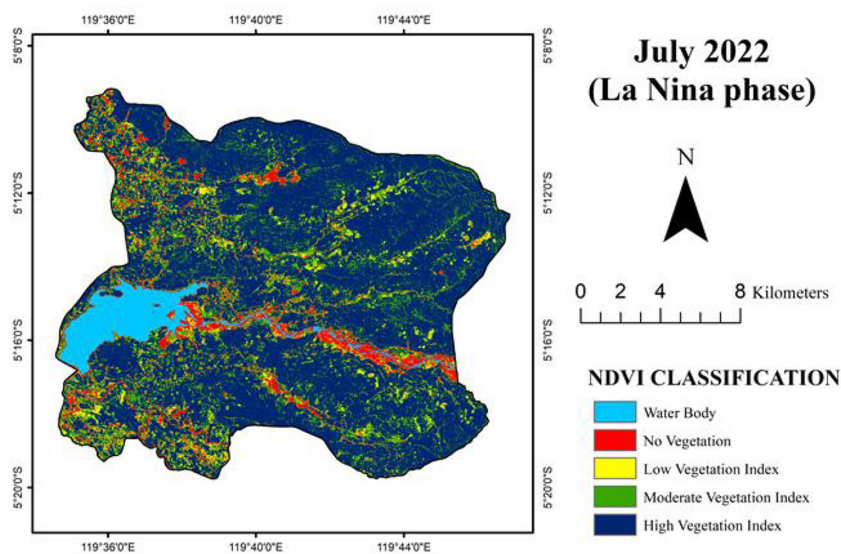 119°36'0"E 119°40'0"E 119°44'0"E
5°8'0"S 5°8'0"S
5°12'0"S 5°12'0"S
5°16'0"S 5°16'0"S
5°20'0"S 5°20'0"S
119°36'0"E 119°40'0"E 119°44'0"E
July 2022
(La Nina phase)
N
0 2 4 8 Kilometers
NDVI CLASSIFICATION
Water Body
No Vegetation
Low Vegetation Index
Moderate Vegetation Index
High Vegetation Index